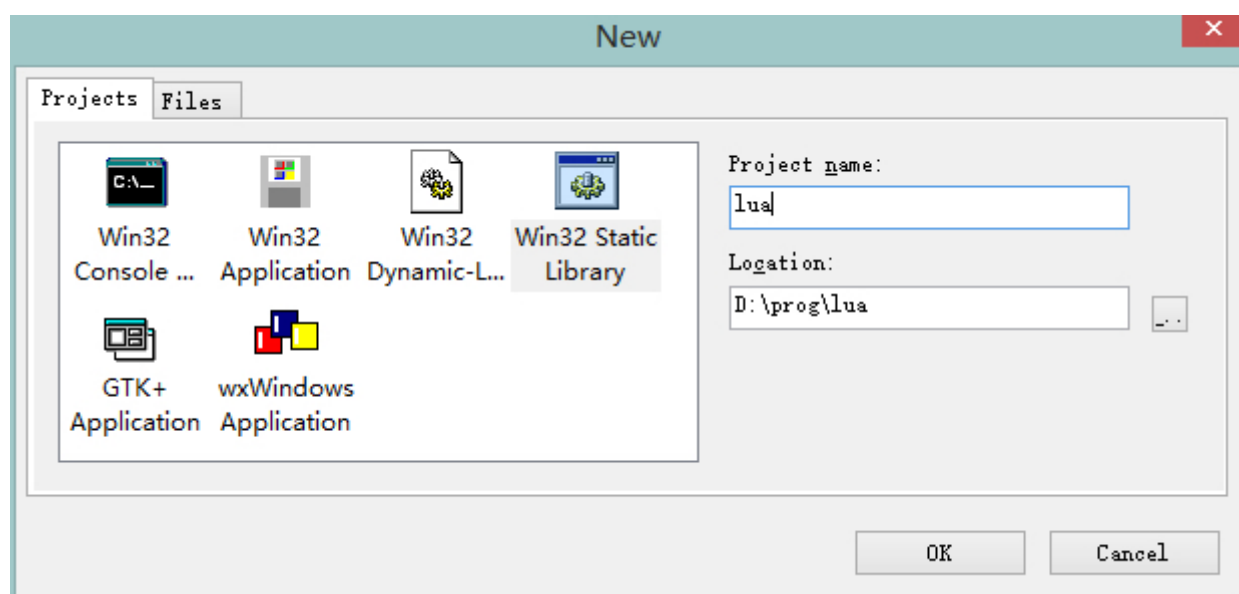 New
Projects Files
C:\_
Win32
Console ...
Win32
Application
Win32
Dynamic-L...
Win32 Static
Library
GTK+
Application
wxWindows
Application
Project name:
lua
Location:
D:\prog\lua
...
OK
Cancel